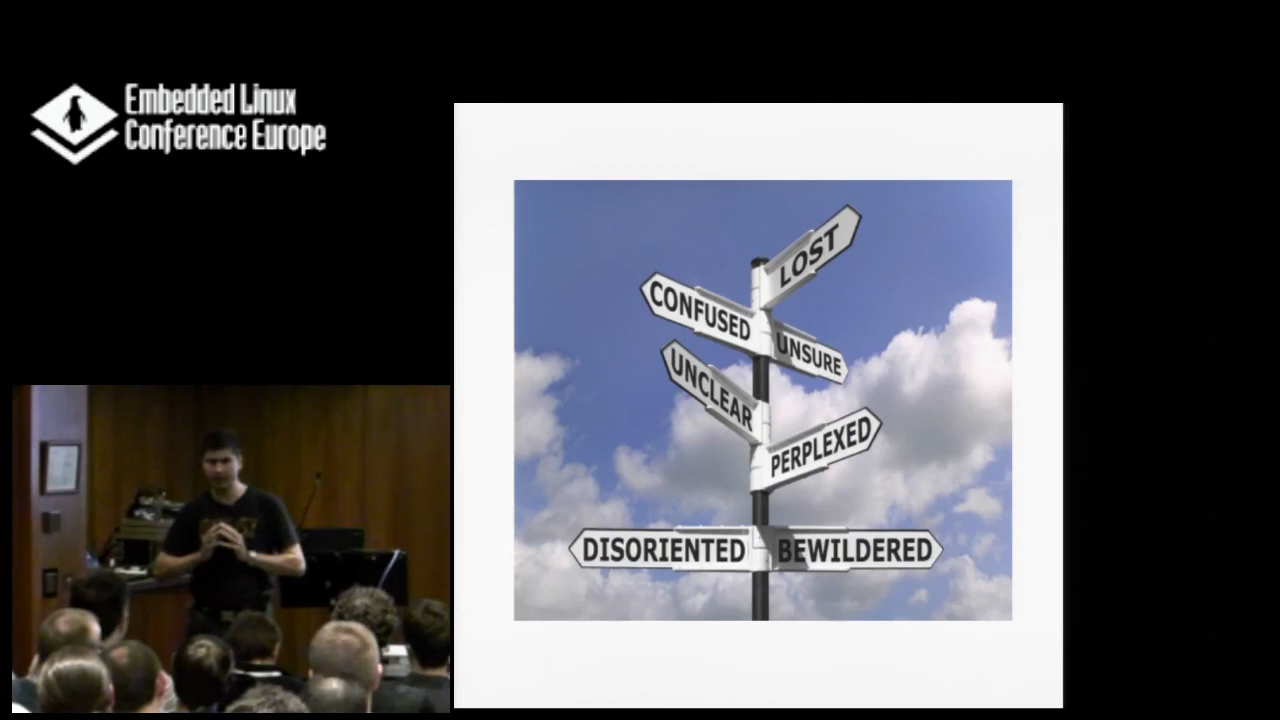 Embedded Linux
Conference Europe
LOST
CONFUSED
UNSURE
UNCLEAR
PERPLEXED
DISORIENTED
BEWILDERED